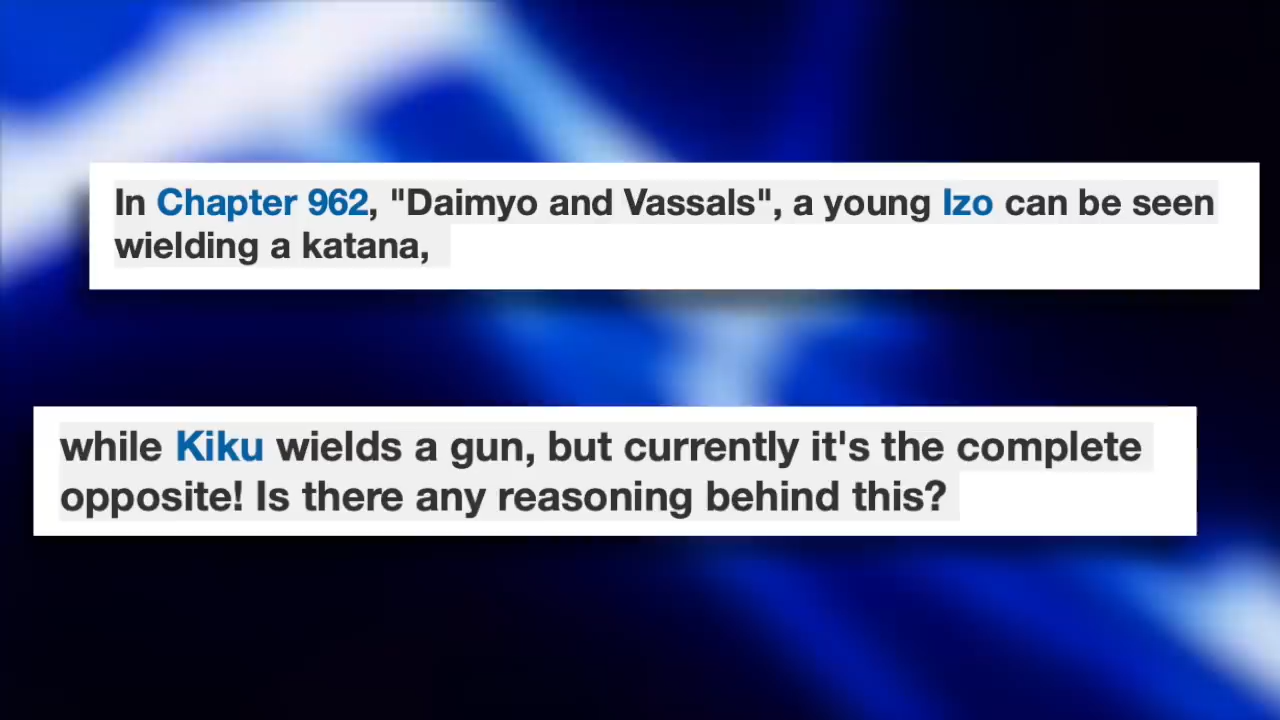 In Chapter 962, "Daimyo and Vassals", a young Izo can be seen
wielding a katana,
while Kiku wields a gun, but currently it's the complete
opposite! Is there any reasoning behind this?